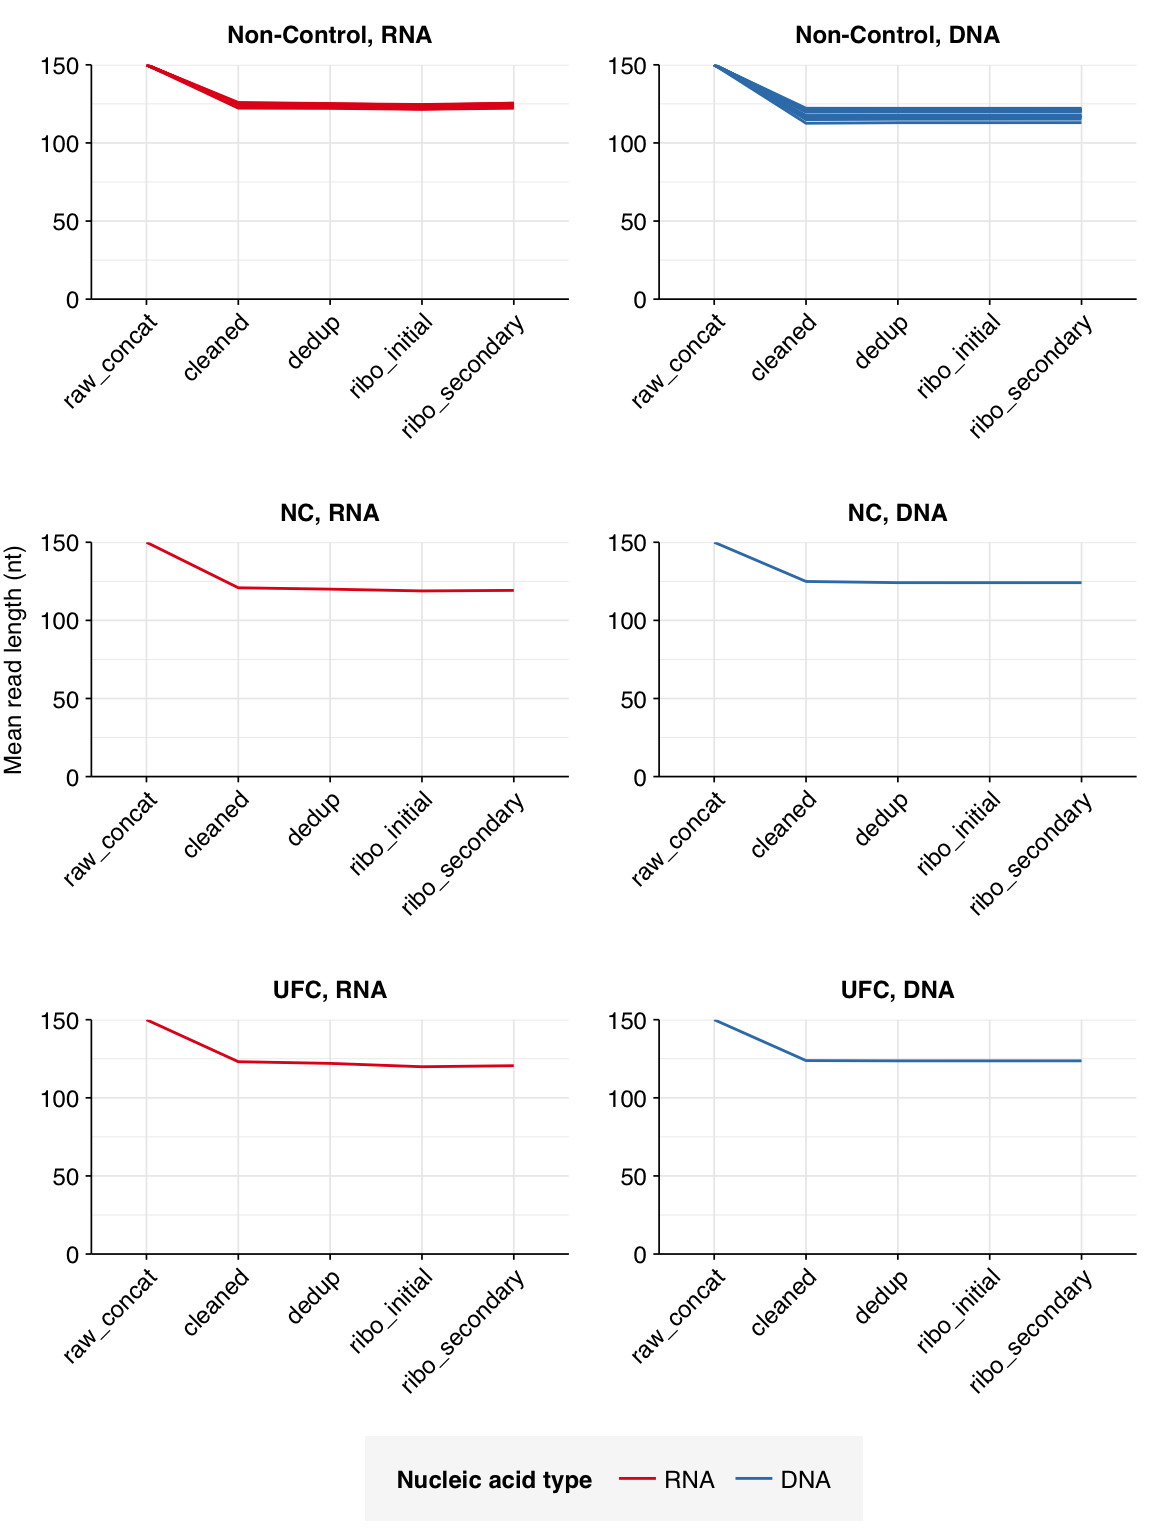 Non-Control, RNA
Non-Control, DNA
150
100
50
0
raw_concat
cleaned
dedup
ribo_initial
ribo_secondary
150
100
50
0
raw_concat
cleaned
dedup
ribo_initial
ribo_secondary
Mean read length (nt)
NC, RNA
NC, DNA
150
100
50
0
raw_concat
cleaned
dedup
ribo_initial
ribo_secondary
150
100
50
0
raw_concat
cleaned
dedup
ribo_initial
ribo_secondary
UFC, RNA
UFC, DNA
150
100
50
0
raw_concat
cleaned
dedup
ribo_initial
ribo_secondary
150
100
50
0
raw_concat
cleaned
dedup
ribo_initial
ribo_secondary
Nucleic acid type RNA DNA